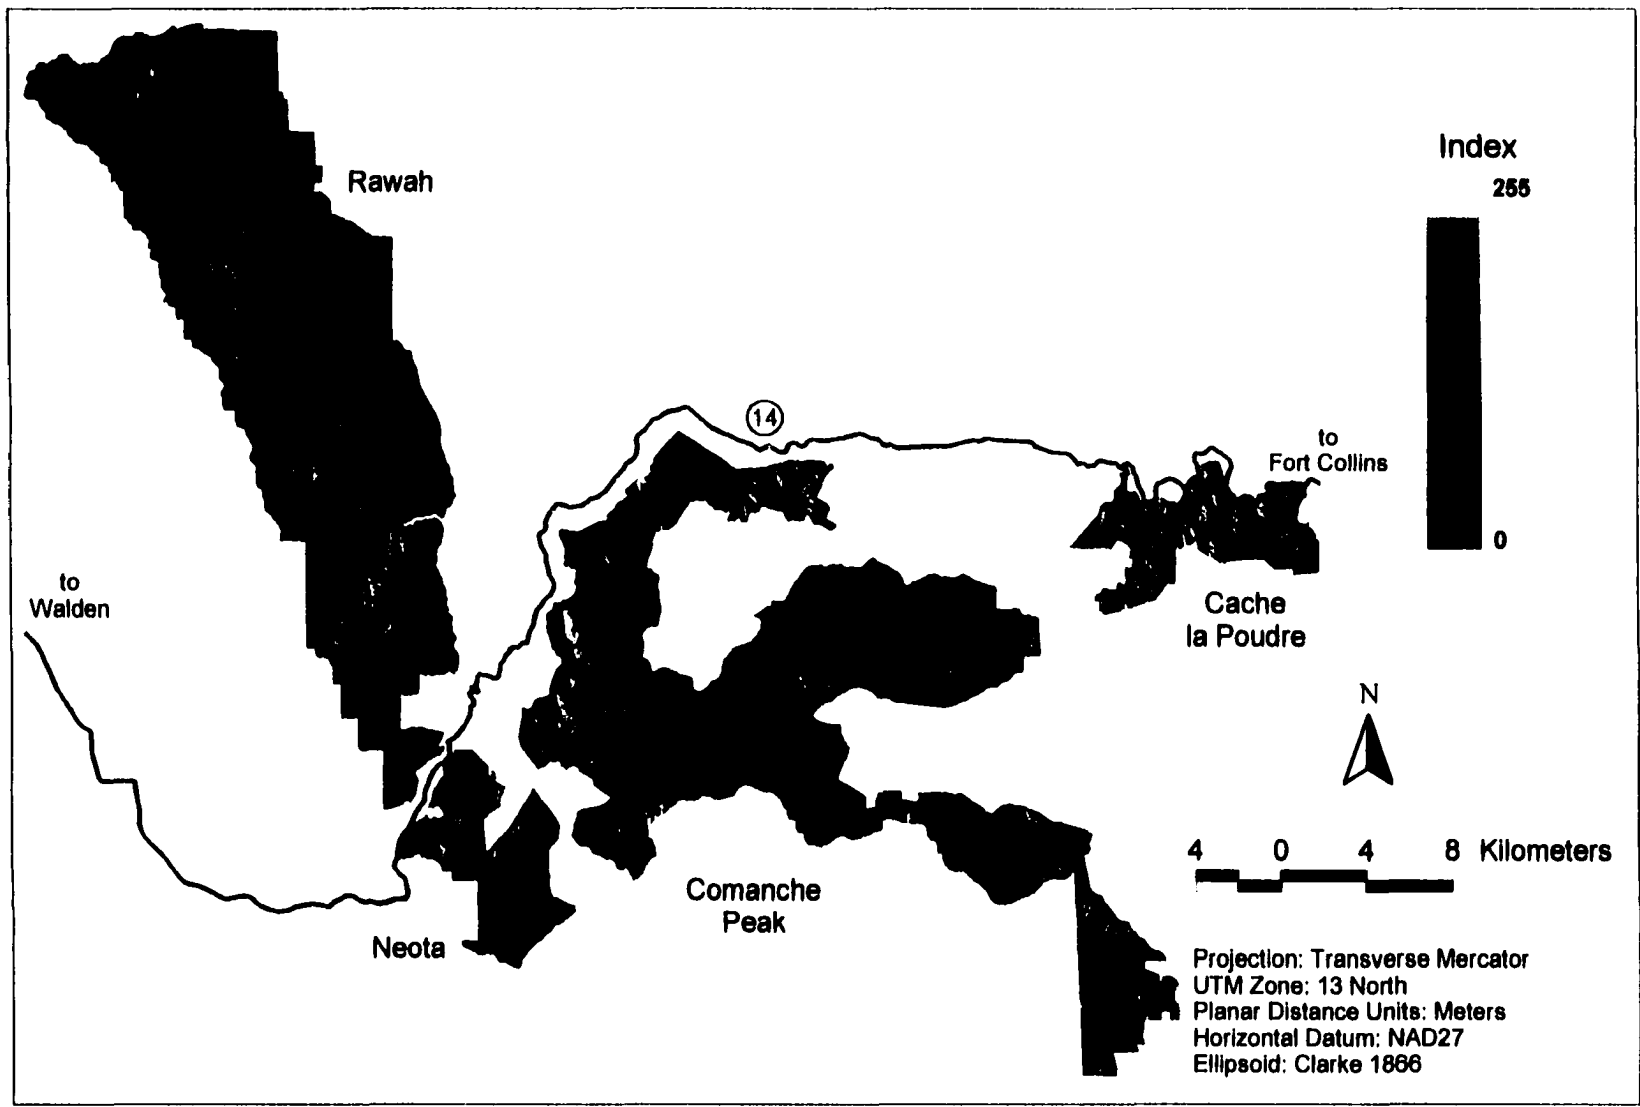 Index
255
Rawah
14
to
Fort Collins
0
to
Walden
Cache
la Poudre
N
4 0 4 8 Kilometers
Comanche
Peak
Neota
Projection: Transverse Mercator
UTM Zone: 13 North
Planar Distance Units: Meters
Horizontal Datum: NAD27
Ellipsoid: Clarke 1866